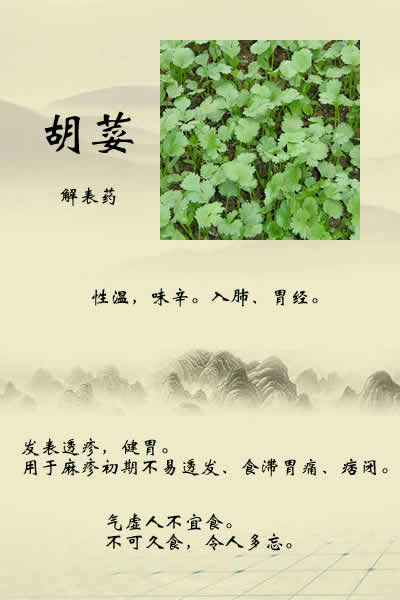 胡荽
解表药
性温，味辛。入肺、胃经。
发表透疹，健胃。
用于麻疹初期不易透发、食滞胃痛、痞闭。
气虚人不宜食。
不可久食，令人多忘。